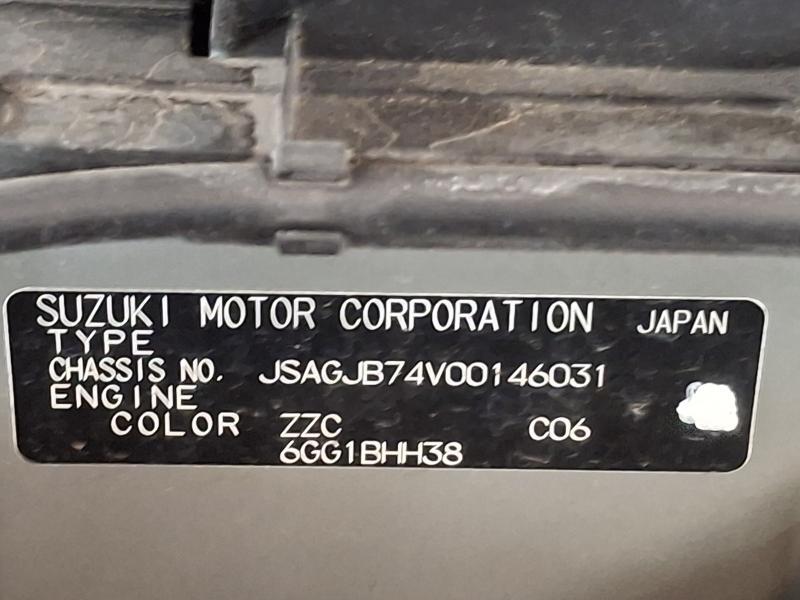 SUZUKI MOTOR CORPORATION JAPAN
TYPE
CHASSIS NO. JSAGJB74V00146031
ENGINE
COLOR ZZC C06
6GG1BHH38